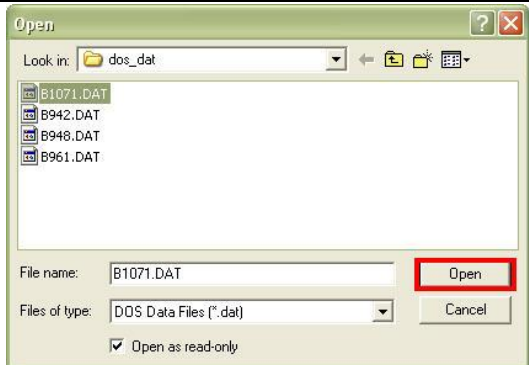 Open
Look in: dos_dat
B1071.DAT
B942.DAT
B948.DAT
B961.DAT
File name: B1071.DAT Open
Files of type: DOS Data Files (*.dat) Cancel
Open as read-only